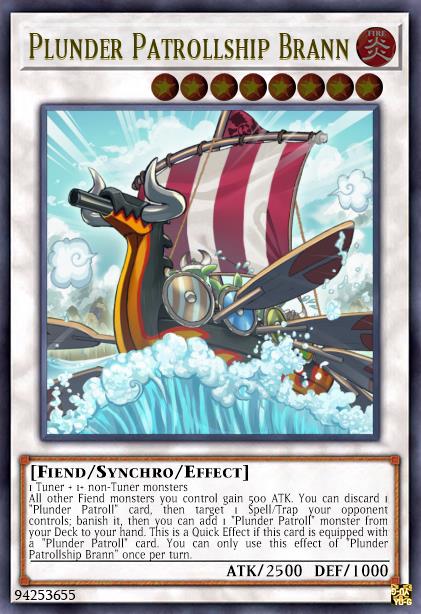 Plunder Patrollship Brann
FIRE
炎
[Fiend/Synchro/Effect]
1 Tuner + 1+ non-Tuner monsters
All other Fiend monsters you control gain 500 ATK. You can discard 1
"Plunder Patroll" card, then target 1 Spell/Trap your opponent
controls; banish it, then you can add 1 "Plunder Patroll" monster from
your Deck to your hand. This is a Quick Effect if this card is equipped
with a "Plunder Patroll" card. You can only use this effect of "Plunder
Patrollship Brann" once per turn.
ATK/2500 DEF/1000
94253655